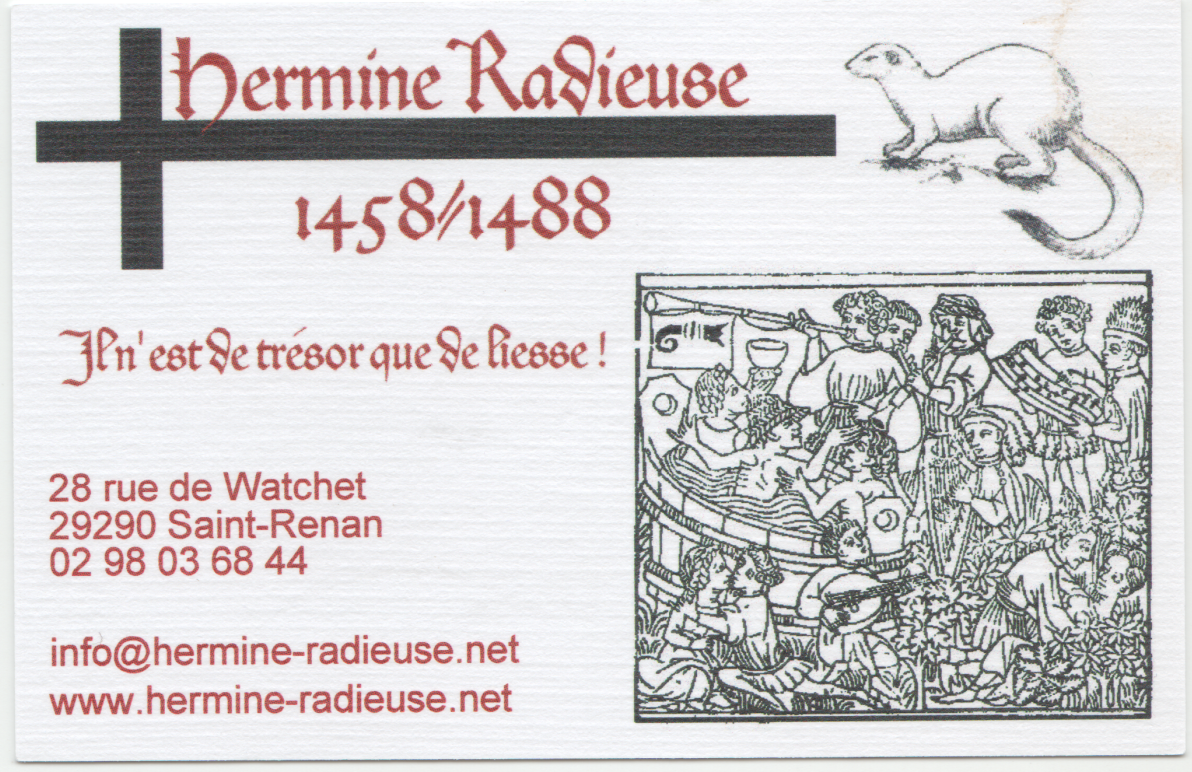 Hermine Radieuse
1458//1488
Il n'est de trésor que de liesse !
28 rue de Watchet
29290 Saint-Renan
02 98 03 68 44
info@hermine-radieuse.net
www.hermine-radieuse.net